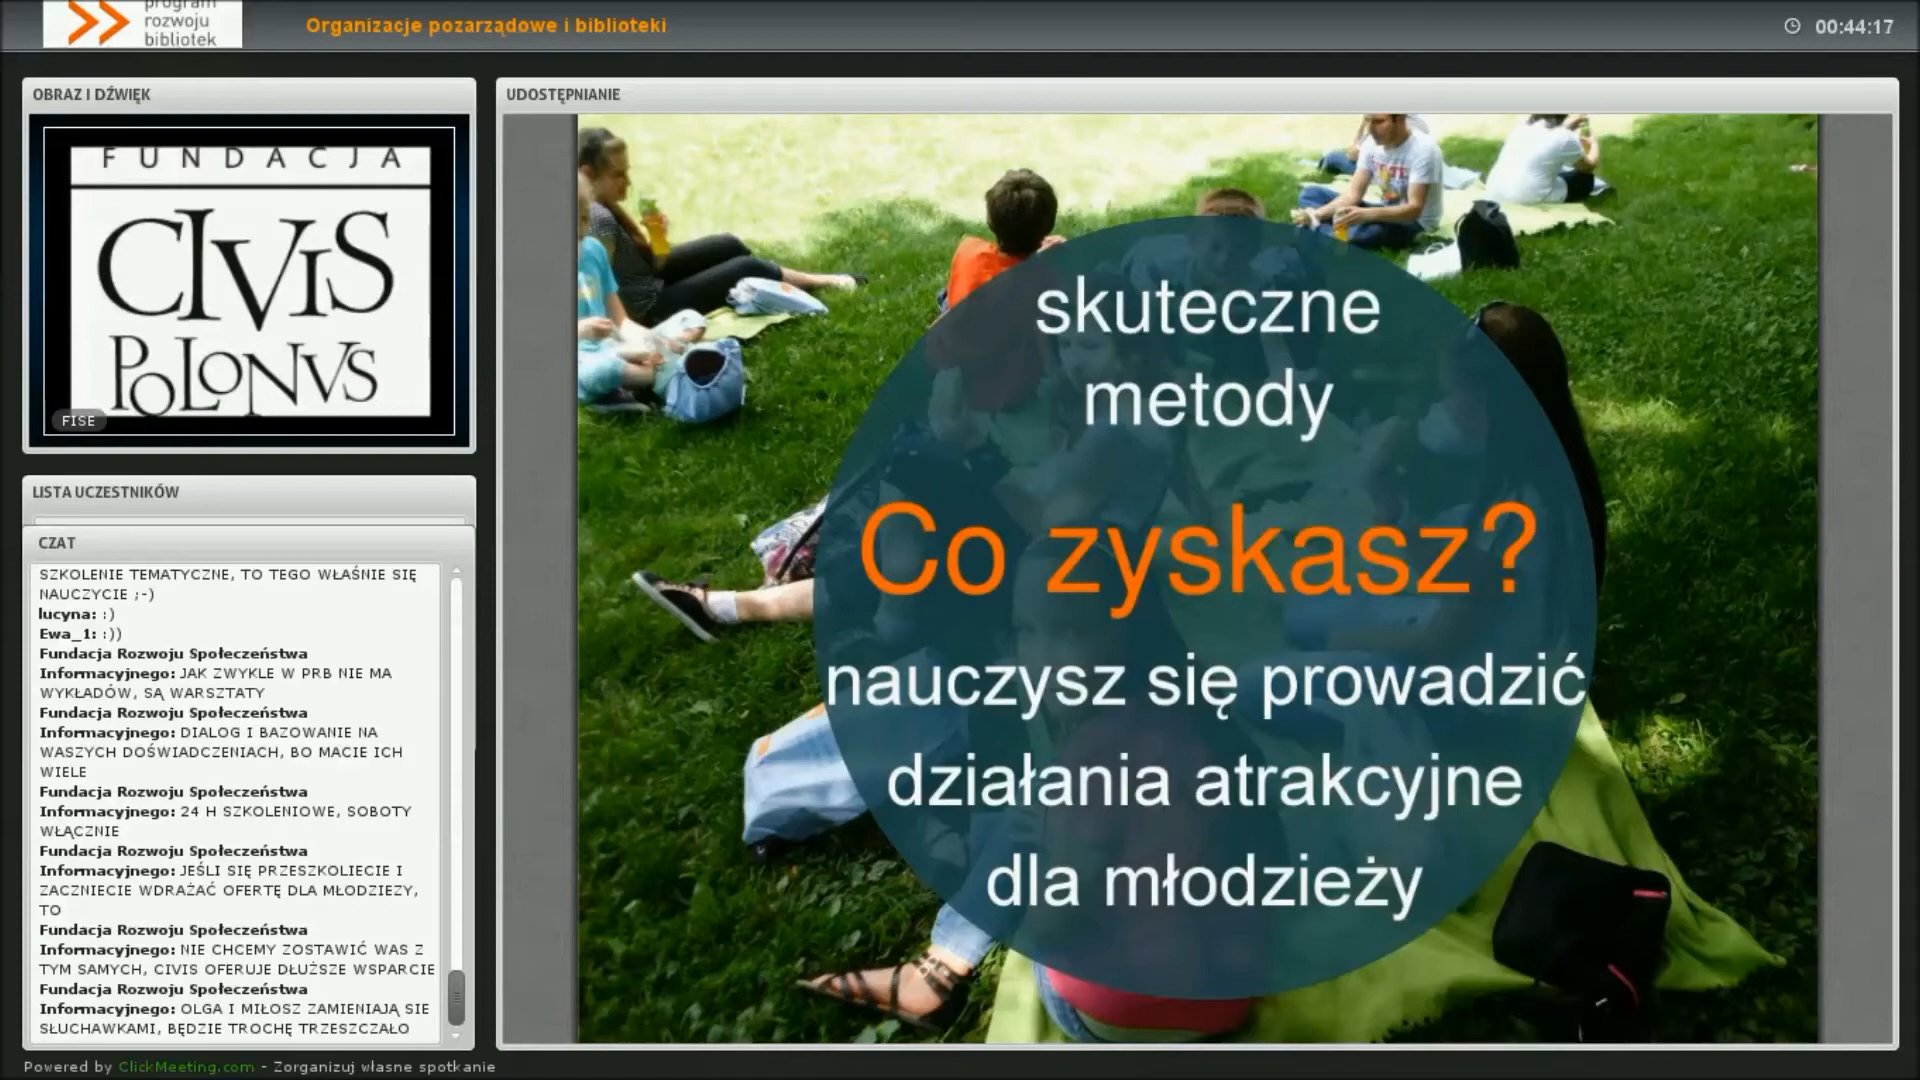 program
rozwoju
bibliotek
Organizacje pozarządowe i biblioteki
00:44:17
OBRAZ I DŹWIĘK
FUNDACJA
CIVIS
POLONVS
FISE
LISTA UCZESTNIKÓW
CZAT
SZKOLENIE TEMATYCZNE, TO TEGO WŁAŚNIE SIĘ
NAUCZYCIE ;-)
lucyna: :)
Ewa_1: :))
Fundacja Rozwoju Społeczeństwa
Informacyjnego: JAK ZWYKLE W PRB NIE MA
WYKŁADÓW, SĄ WARSZTATY
Fundacja Rozwoju Społeczeństwa
Informacyjnego: DIALOG I BAZOWANIE NA
WASZYCH DOŚWIADCZENIACH, BO MACIE ICH
WIELE
Fundacja Rozwoju Społeczeństwa
Informacyjnego: 24 H SZKOLENIOWE, SOBOTY
WŁĄCZNIE
Fundacja Rozwoju Społeczeństwa
Informacyjnego: JEŚLI SIĘ PRZESZKOLIECIE I
ZACZNIECIE WDRAŻAĆ OFERTĘ DLA MŁODZIEZY,
TO
Fundacja Rozwoju Społeczeństwa
Informacyjnego: NIE CHCEMY ZOSTAWIĆ WAS Z
TYM SAMYCH, CIVIS OFERUJE DŁUŻSZE WSPARCIE
Fundacja Rozwoju Społeczeństwa
Informacyjnego: OLGA I MIŁOSZ ZAMIENIAJĄ SIE
SŁUCHAWKAMI, BĘDZIE TROCHĘ TRZESZCZAŁO
UDOSTĘPNIANIE
skuteczne
metody
Co zyskasz?
nauczysz się prowadzić
działania atrakcyjne
dla młodzieży
Powered by ClickMeeting.com - Zorganizuj własne spotkanie